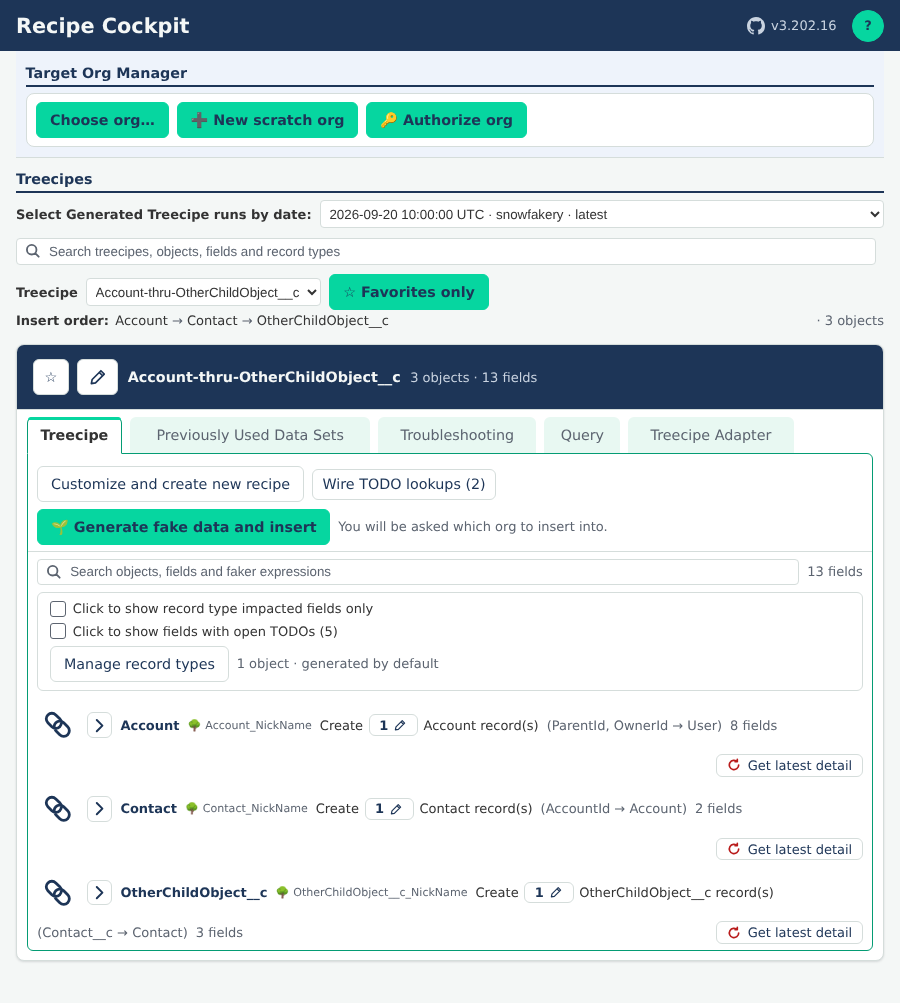 Recipe Cockpit
v3.202.16
?
Target Org Manager
Choose org...
➕ New scratch org
🔑 Authorize org
Treecipes
Select Generated Treecipe runs by date:
2026-09-20 10:00:00 UTC · snowfakery · latest
Search treecipes, objects, fields and record types
Treecipe
Account-thru-OtherChildObject__c
☆ Favorites only
Insert order: Account → Contact → OtherChildObject__c
· 3 objects
☆
Account-thru-OtherChildObject__c 3 objects · 13 fields
Treecipe
Previously Used Data Sets
Troubleshooting
Query
Treecipe Adapter
Customize and create new recipe
Wire TODO lookups (2)
🌱 Generate fake data and insert
You will be asked which org to insert into.
Search objects, fields and faker expressions
13 fields
Click to show record type impacted fields only
Click to show fields with open TODOs (5)
Manage record types
1 object · generated by default
Account 🌳 Account_NickName Create 1 Account record(s) (ParentId, OwnerId → User) 8 fields
Get latest detail
Contact 🌳 Contact_NickName Create 1 Contact record(s) (AccountId → Account) 2 fields
Get latest detail
OtherChildObject__c 🌳 OtherChildObject__c_NickName Create 1 OtherChildObject__c record(s)
(Contact__c → Contact) 3 fields
Get latest detail